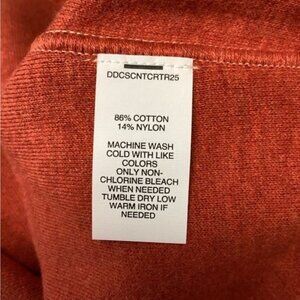 DDCSCNTCRTR25
86% COTTON
14% NYLON
MACHINE WASH
COLD WITH LIKE
COLORS
ONLY NON-
CHLORINE BLEACH
WHEN NEEDED
TUMBLE DRY LOW
WARM IRON IF
NEEDED